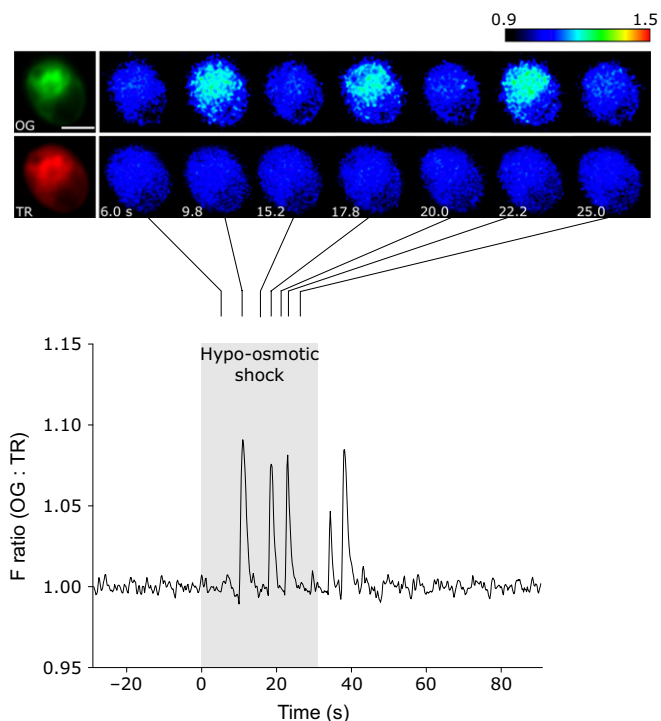 0.9 1.5
OG
TR 6.0 s 9.8 15.2 17.8 20.0 22.2 25.0
Hypo-osmotic
shock
1.15
1.10
1.05
1.00
0.95
F ratio (OG : TR)
−20 0 20 40 60 80
Time (s)